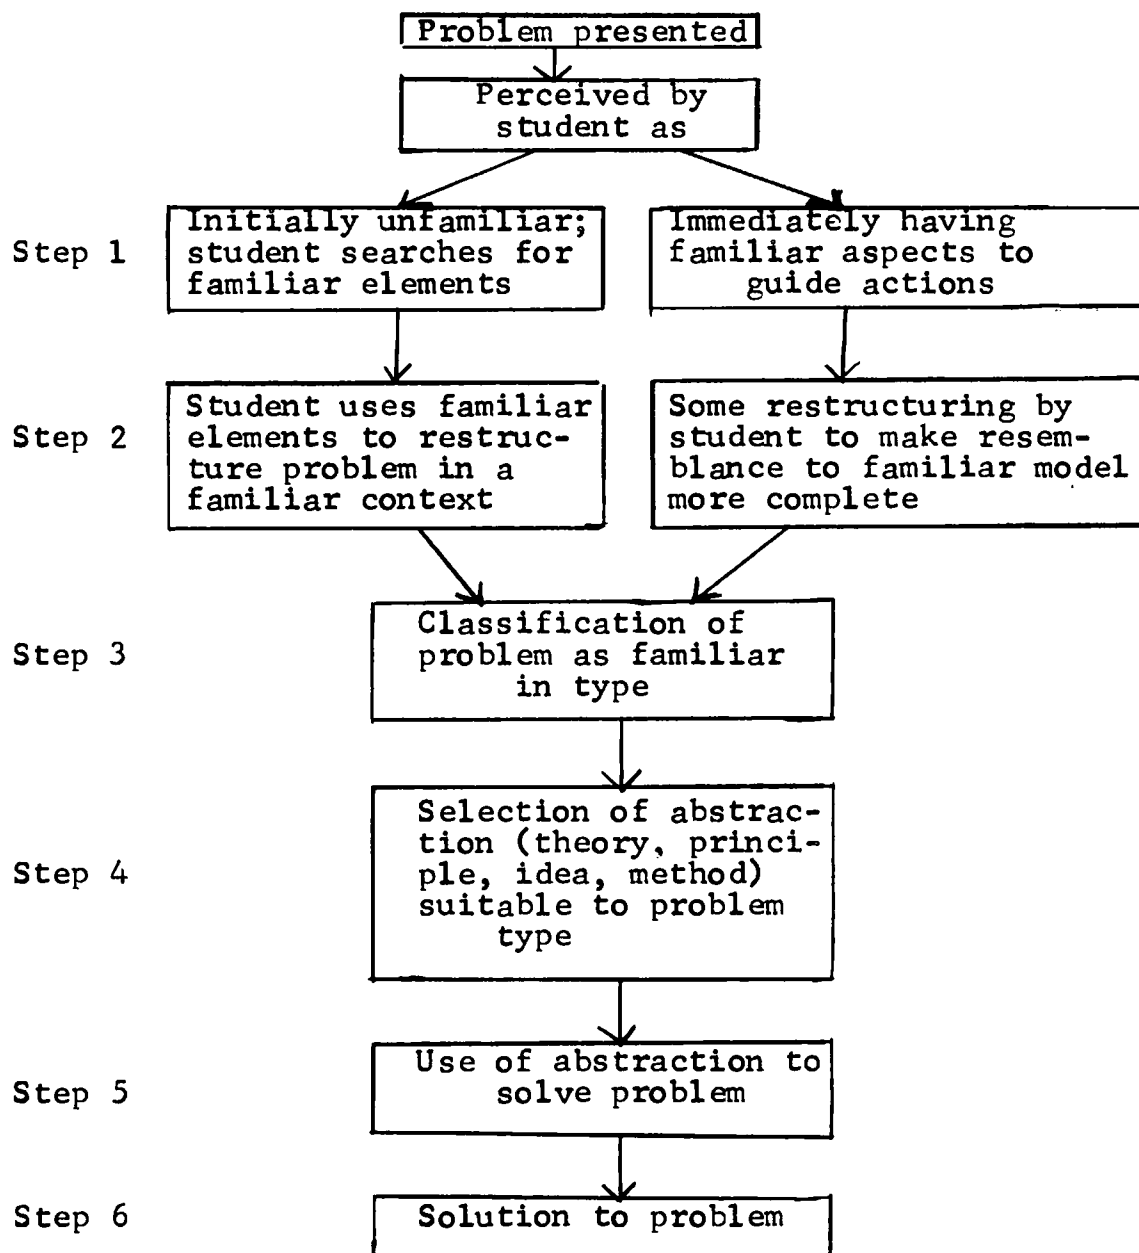 Problem presented
Perceived by
student as
Step 1
Initially unfamiliar;
student searches for
familiar elements
Immediately having
familiar aspects to
guide actions
Step 2
Student uses familiar
elements to restruc-
ture problem in a
familiar context
Some restructuring by
student to make resem-
blance to familiar model
more complete
Step 3
Classification of
problem as familiar
in type
Step 4
Selection of abstrac-
tion (theory, princi-
ple, idea, method)
suitable to problem
type
Step 5
Use of abstraction to
solve problem
Step 6
Solution to problem